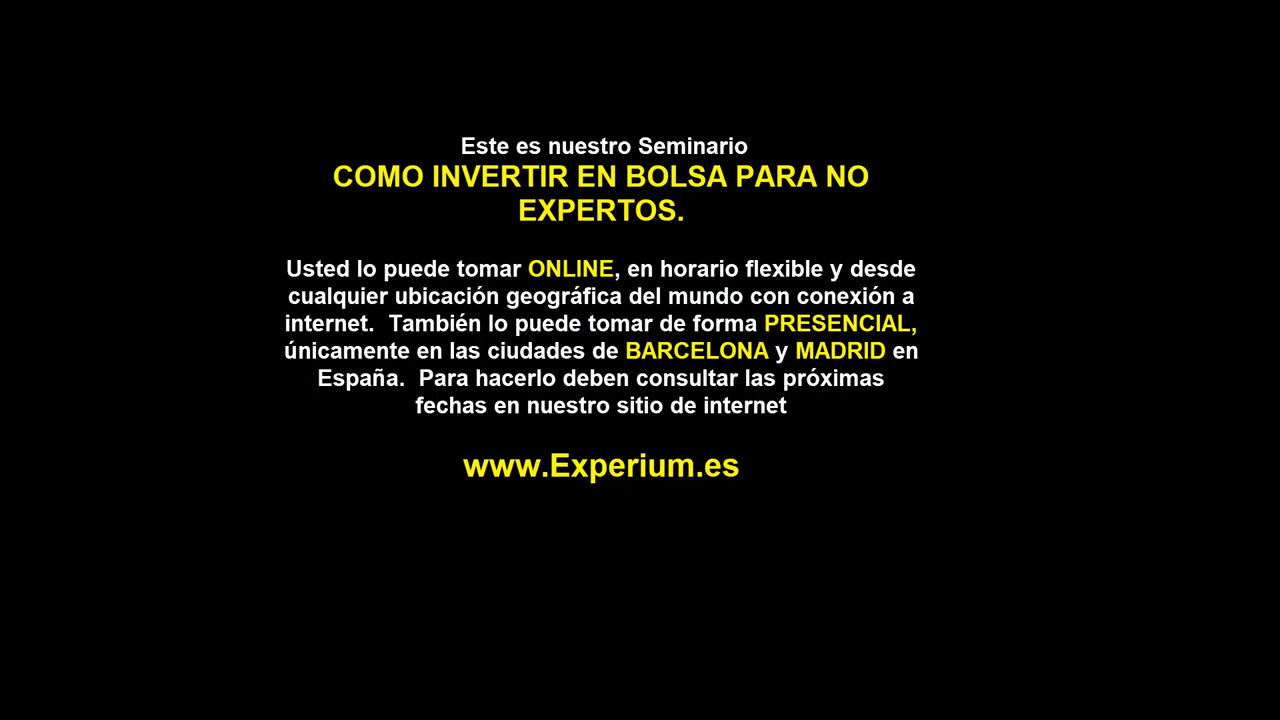 Este es nuestro Seminario
COMO INVERTIR EN BOLSA PARA NO
EXPERTOS.
Usted lo puede tomar ONLINE, en horario flexible y desde
cualquier ubicación geográfica del mundo con conexión a
internet.  También lo puede tomar de forma PRESENCIAL,
únicamente en las ciudades de BARCELONA y MADRID en
España.  Para hacerlo deben consultar las próximas
fechas en nuestro sitio de internet
www.Experium.es